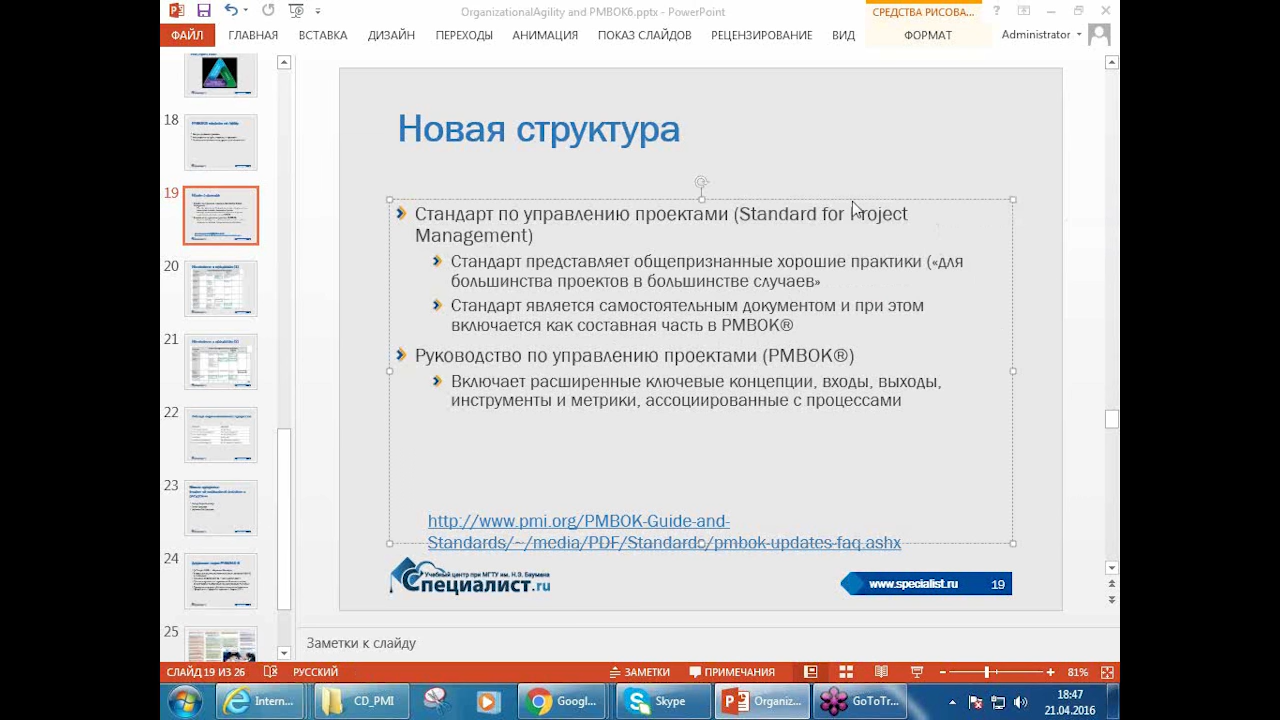 OrganizationalAgility and PMBOK6.pptx - PowerPoint
СРЕДСТВА РИСОВА...
ФАЙЛ
ГЛАВНАЯ
ВСТАВКА
ДИЗАЙН
ПЕРЕХОДЫ
АНИМАЦИЯ
ПОКАЗ СЛАЙДОВ
РЕЦЕНЗИРОВАНИЕ
ВИД
ФОРМАТ
Administrator
18
19
20
21
22
23
24
25
Новая структура
Стандарт по управлению проектами (Standard for Project
Management)
Стандарт представляет общепризнанные хорошие практики «для
большинства проектов в большинстве случаев»
Стандарт является самостоятельным документом и при этом
включается как составная часть в PMBOK®
Руководство по управлению проектами (PMBOK®)
Включает расширенные ключевые концепции, входы, выходы,
инструменты и метрики, ассоциированные с процессами
http://www.pmi.org/PMBOK-Guide-and-
Standards/~/media/PDF/Standards/pmbok-updates-faq.ashx
Учебный центр при МГТУ им. Н.Э. Баумана
Специалист.ru
www.specialist.ru
19
Заметки к слайду
СЛАЙД 19 ИЗ 26
РУССКИЙ
ЗАМЕТКИ
ПРИМЕЧАНИЯ
81%
Intern...
CD_PMI
Googl...
Skype
Organiz...
GoToTr...
18:47
21.04.2016